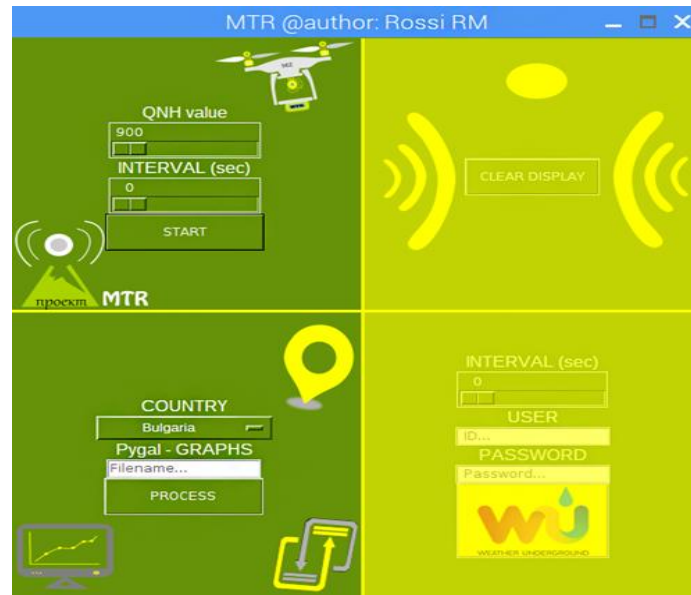 MTR @author: Rossi RM
M2
QNH value
900
INTERVAL (sec)
0
START
проект MTR
CLEAR DISPLAY
COUNTRY
Bulgaria
Pygal - GRAPHS
Filename...
PROCESS
INTERVAL (sec)
0
USER
ID...
PASSWORD
Password...
wu
WEATHER UNDERGROUND